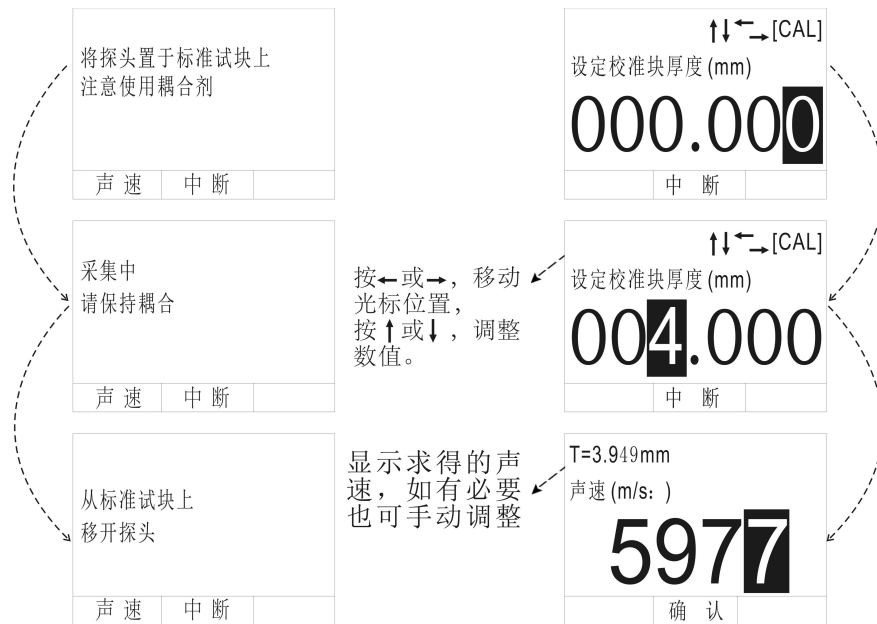 将探头置于标准试块上
注意使用耦合剂
声速 中断
采集中
请保持耦合
声速 中断
从标准试块上
移开探头
声速 中断
按←或→，移动
光标位置，
按↑或↓，调整
数值。
显示求得的声
速，如有必要
也可手动调整
↑↓←→[CAL]
设定校准块厚度(mm)
000.000
中断
↑↓←→[CAL]
设定校准块厚度(mm)
004.000
中断
T=3.949mm
声速(m/s: )
5977
确认